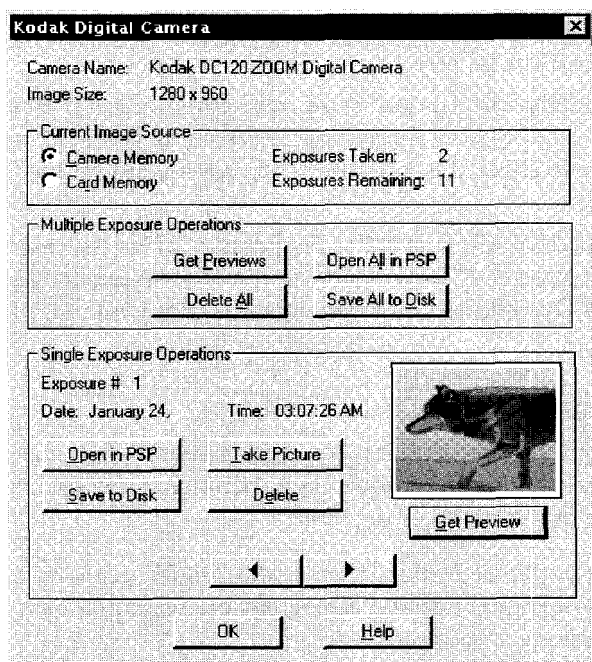 Kodak Digital Camera
Camera Name: Kodak DC120 ZOOM Digital Camera
Image Size: 1280 x 960
Current Image Source
Camera Memory
Exposures Taken: 2
Card Memory
Exposures Remaining: 11
Multiple Exposure Operations
Get Previews
Open All in PSP
Delete All
Save All to Disk
Single Exposure Operations
Exposure # 1
Date: January 24, Time: 03:07:26 AM
Open in PSP
Take Picture
Save to Disk
Delete
Get Preview
OK
Help